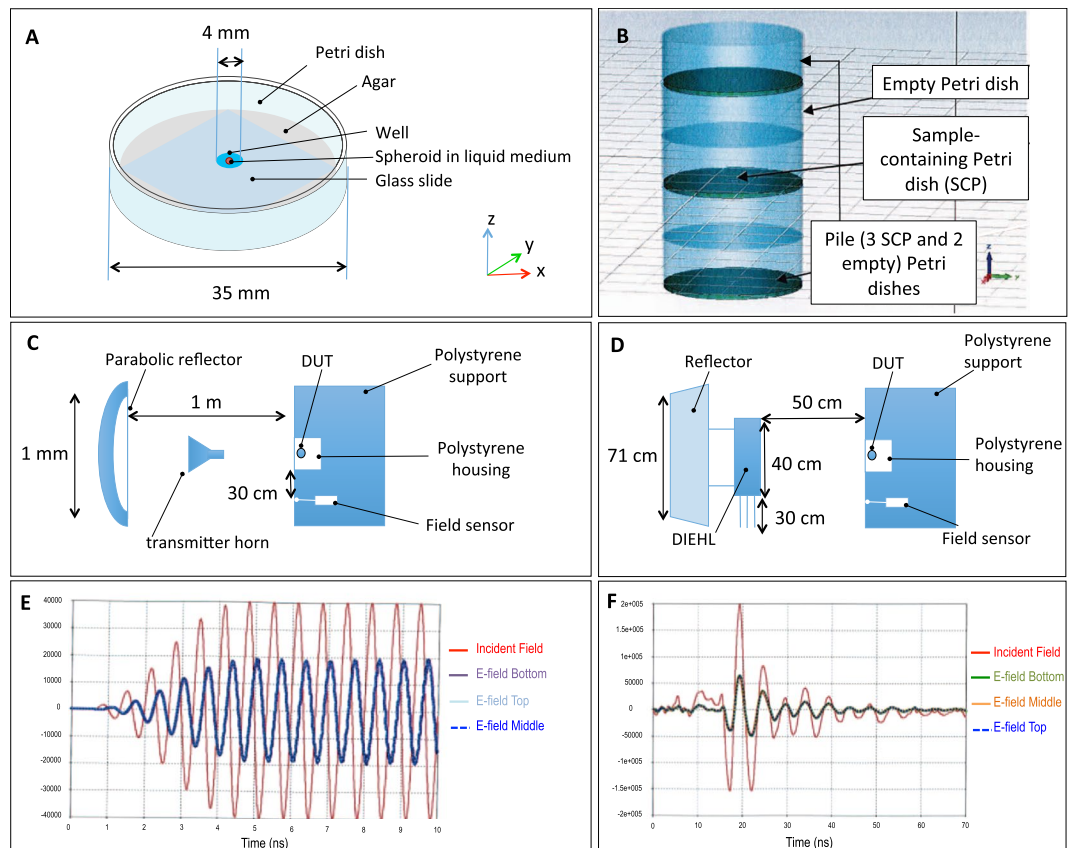 A
4 mm
Petri dish
Agar
Well
Spheroid in liquid medium
Glass slide
z
y
x
35 mm
B
Empty Petri dish
Sample-
containing Petri
dish (SCP)
Pile (3 SCP and 2
empty) Petri
dishes
z
x
C
Parabolic reflector
DUT
Polystyrene
support
1 m
1 mm
Polystyrene
housing
30 cm
Field sensor
transmitter horn
D
Reflector
DUT
Polystyrene
support
50 cm
71 cm
40 cm
Polystyrene
housing
30 cm
DIEHL
Field sensor
E
40000
30000
20000
10000
0
-10000
-20000
-30000
-40000
0 1 2 3 4 5 6 7 8 9 10
Time (ns)
Incident Field
E-field Bottom
E-field Top
E-field Middle
F
2e+005
1.5e+005
1e+005
50000
0
-50000
-1e+005
-1.5e+005
-2e+005
0 10 20 30 40 50 60 70
Time (ns)
Incident Field
E-field Bottom
E-field Middle
E-field Top